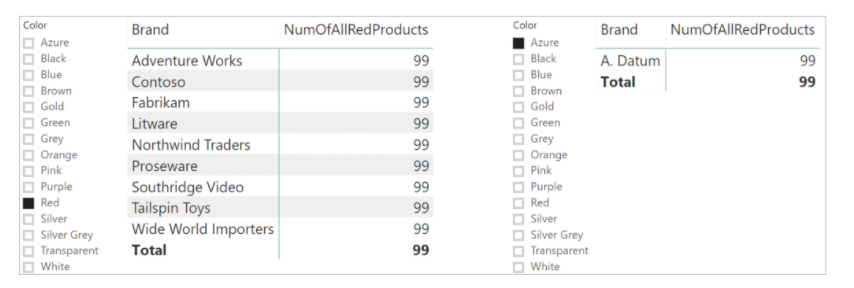 Color
Azure
Black
Blue
Brown
Gold
Green
Grey
Orange
Pink
Purple
Red
Silver
Silver Grey
Transparent
White
Brand NumOfAllRedProducts
Adventure Works 99
Contoso 99
Fabrikam 99
Litware 99
Northwind Traders 99
Proseware 99
Southridge Video 99
Tailspin Toys 99
Wide World Importers 99
Total 99
Color
Azure
Black
Blue
Brown
Gold
Green
Grey
Orange
Pink
Purple
Red
Silver
Silver Grey
Transparent
White
Brand NumOfAllRedProducts
A. Datum 99
Total 99